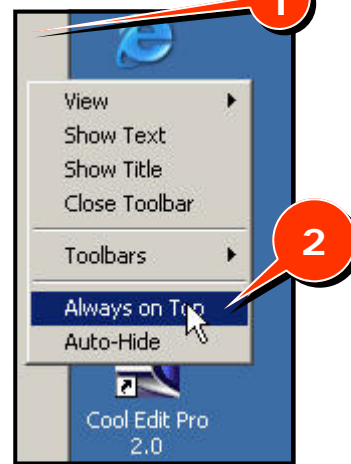 1
View
Show Text
Show Title
Close Toolbar
Toolbars
2
Always on Top
Auto-Hide
Cool Edit Pro
2.0